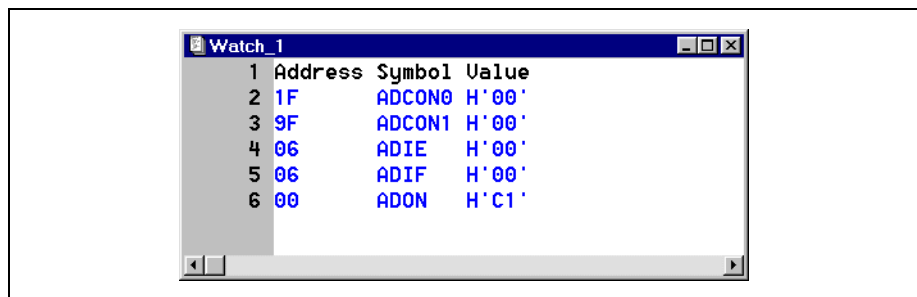 Watch_1
1 Address Symbol Value
2 1F ADCON0 H'00'
3 9F ADCON1 H'00'
4 06 ADIE H'00'
5 06 ADIF H'00'
6 00 ADON H'C1'